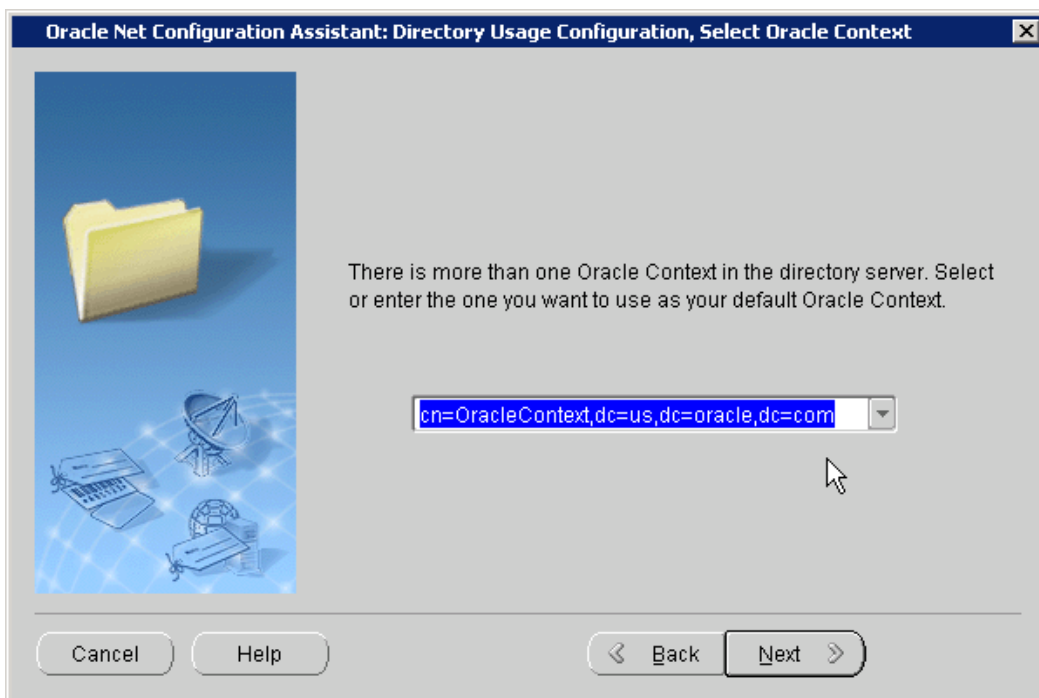 Oracle Net Configuration Assistant: Directory Usage Configuration, Select Oracle Context
There is more than one Oracle Context in the directory server. Select
or enter the one you want to use as your default Oracle Context.
cn=OracleContext,dc=us,dc=oracle,dc=com
Cancel Help Back Next